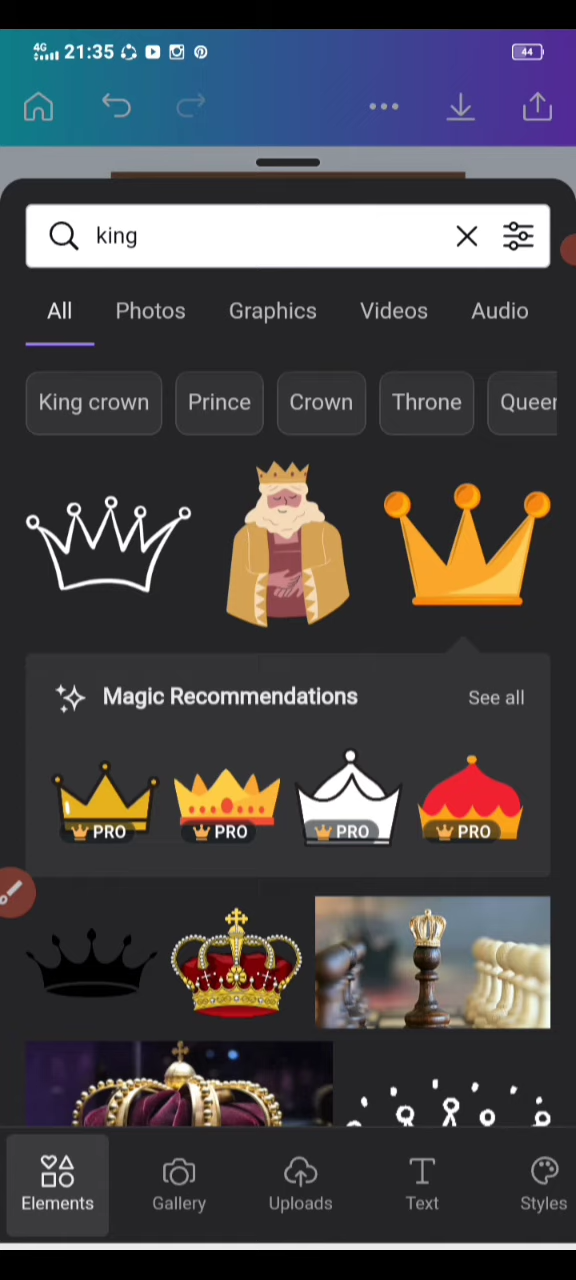 4G 21:35 44
king
All Photos Graphics Videos Audio
King crown Prince Crown Throne Queen
Magic Recommendations See all
PRO PRO PRO PRO
Elements Gallery Uploads Text Styles